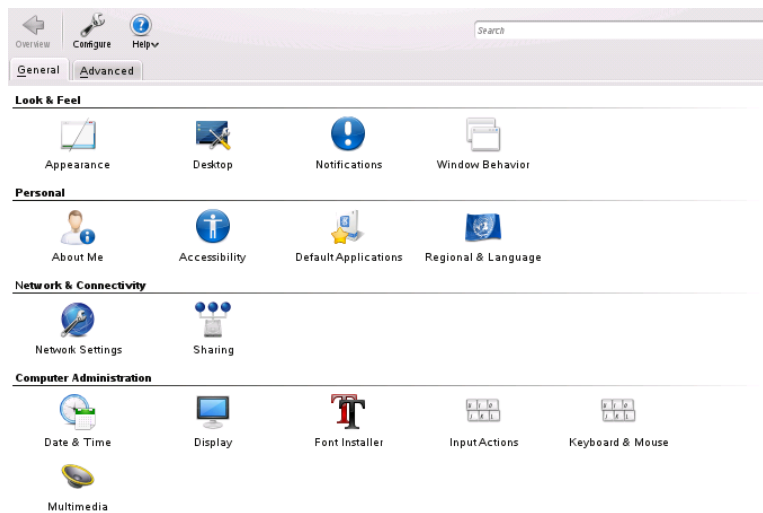 Overview Configure Help
Search
General Advanced
Look & Feel
Appearance Desktop Notifications Window Behavior
Personal
About Me Accessibility Default Applications Regional & Language
Network & Connectivity
Network Settings Sharing
Computer Administration
Date & Time Display Font Installer Input Actions Keyboard & Mouse
Multimedia